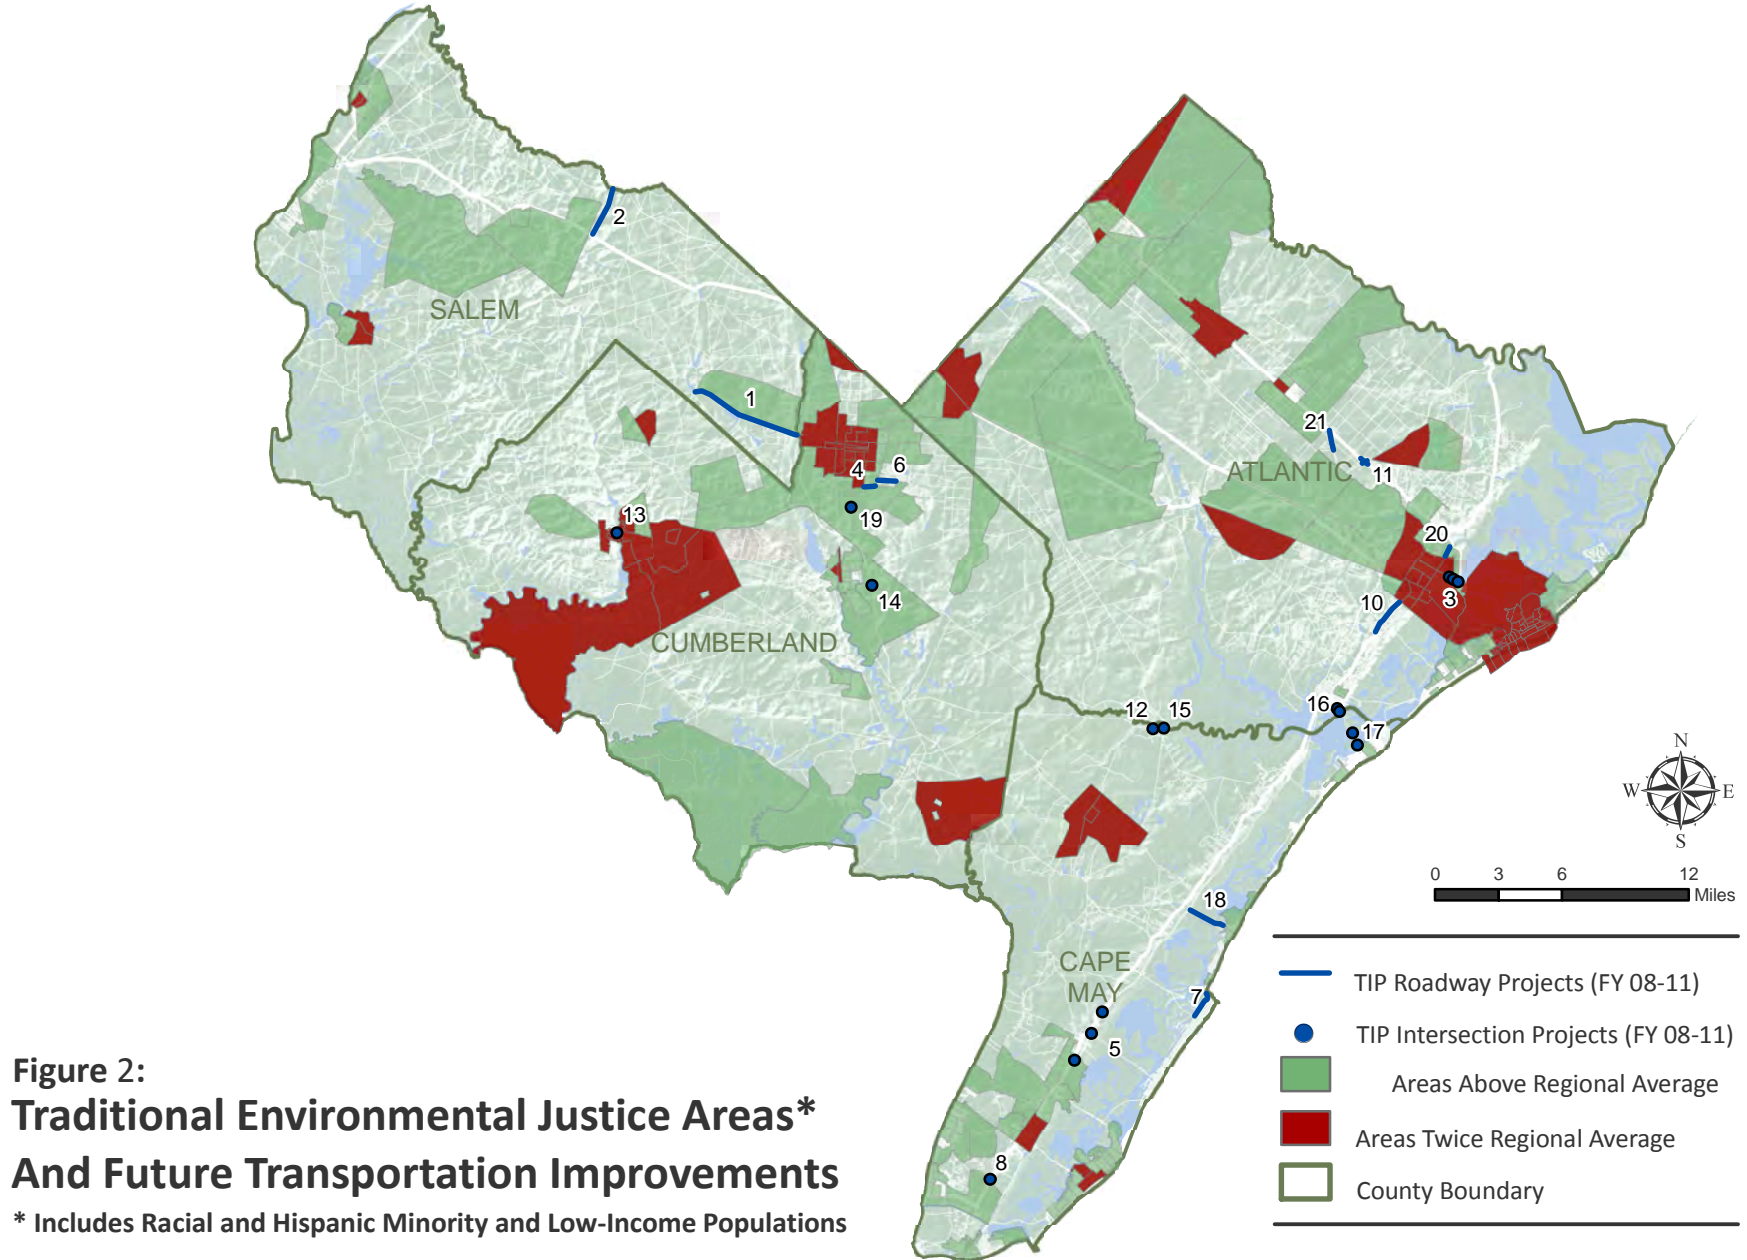 2
SALEM
1
21
ATLANTIC
11
4
6
13
19
20
14
3
10
CUMBERLAND
12
15
16
17
N
W
E
S
0 3 6 12
Miles
18
CAPE
MAY
7
5
8
TIP Roadway Projects (FY 08-11)
TIP Intersection Projects (FY 08-11)
Areas Above Regional Average
Areas Twice Regional Average
County Boundary
Figure 2:
Traditional Environmental Justice Areas*
And Future Transportation Improvements
* Includes Racial and Hispanic Minority and Low-Income Populations